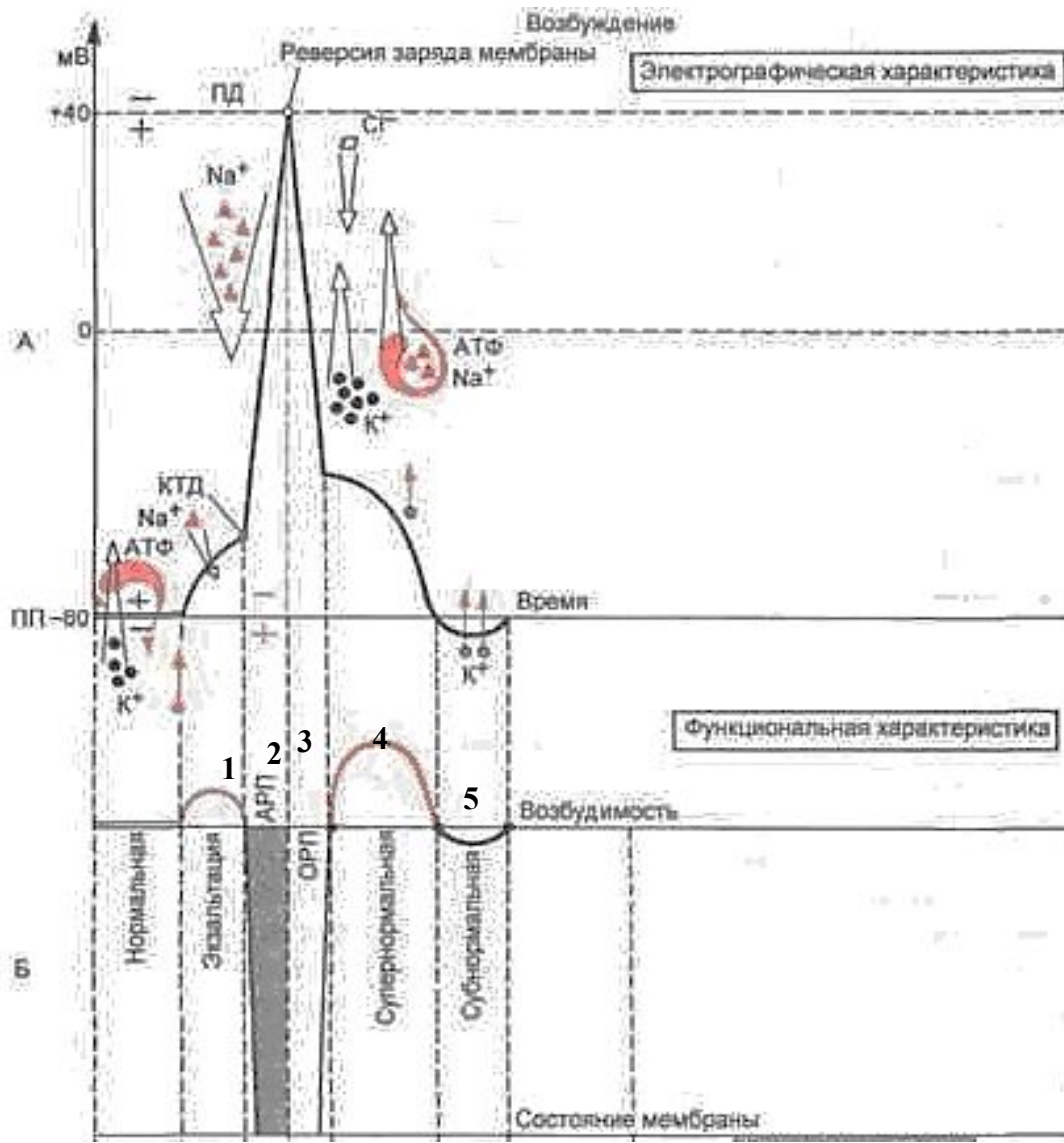 Возбуждение
мВ
Реверсия заряда мембраны
Электрографическая характеристика
ПД
+40
−
+
Cl⁻
Na⁺
А
0
АТФ
Na⁺
К⁺
КТД
Na⁺
АТФ
+
−
ПП −80
Время
−
+
К⁺
К⁺
Функциональная характеристика
1
2
3
4
5
АРП
Возбудимость
ОРП
Нормальная
Экзальтация
Супернормальная
Субнормальная
Б
Состояние мембраны